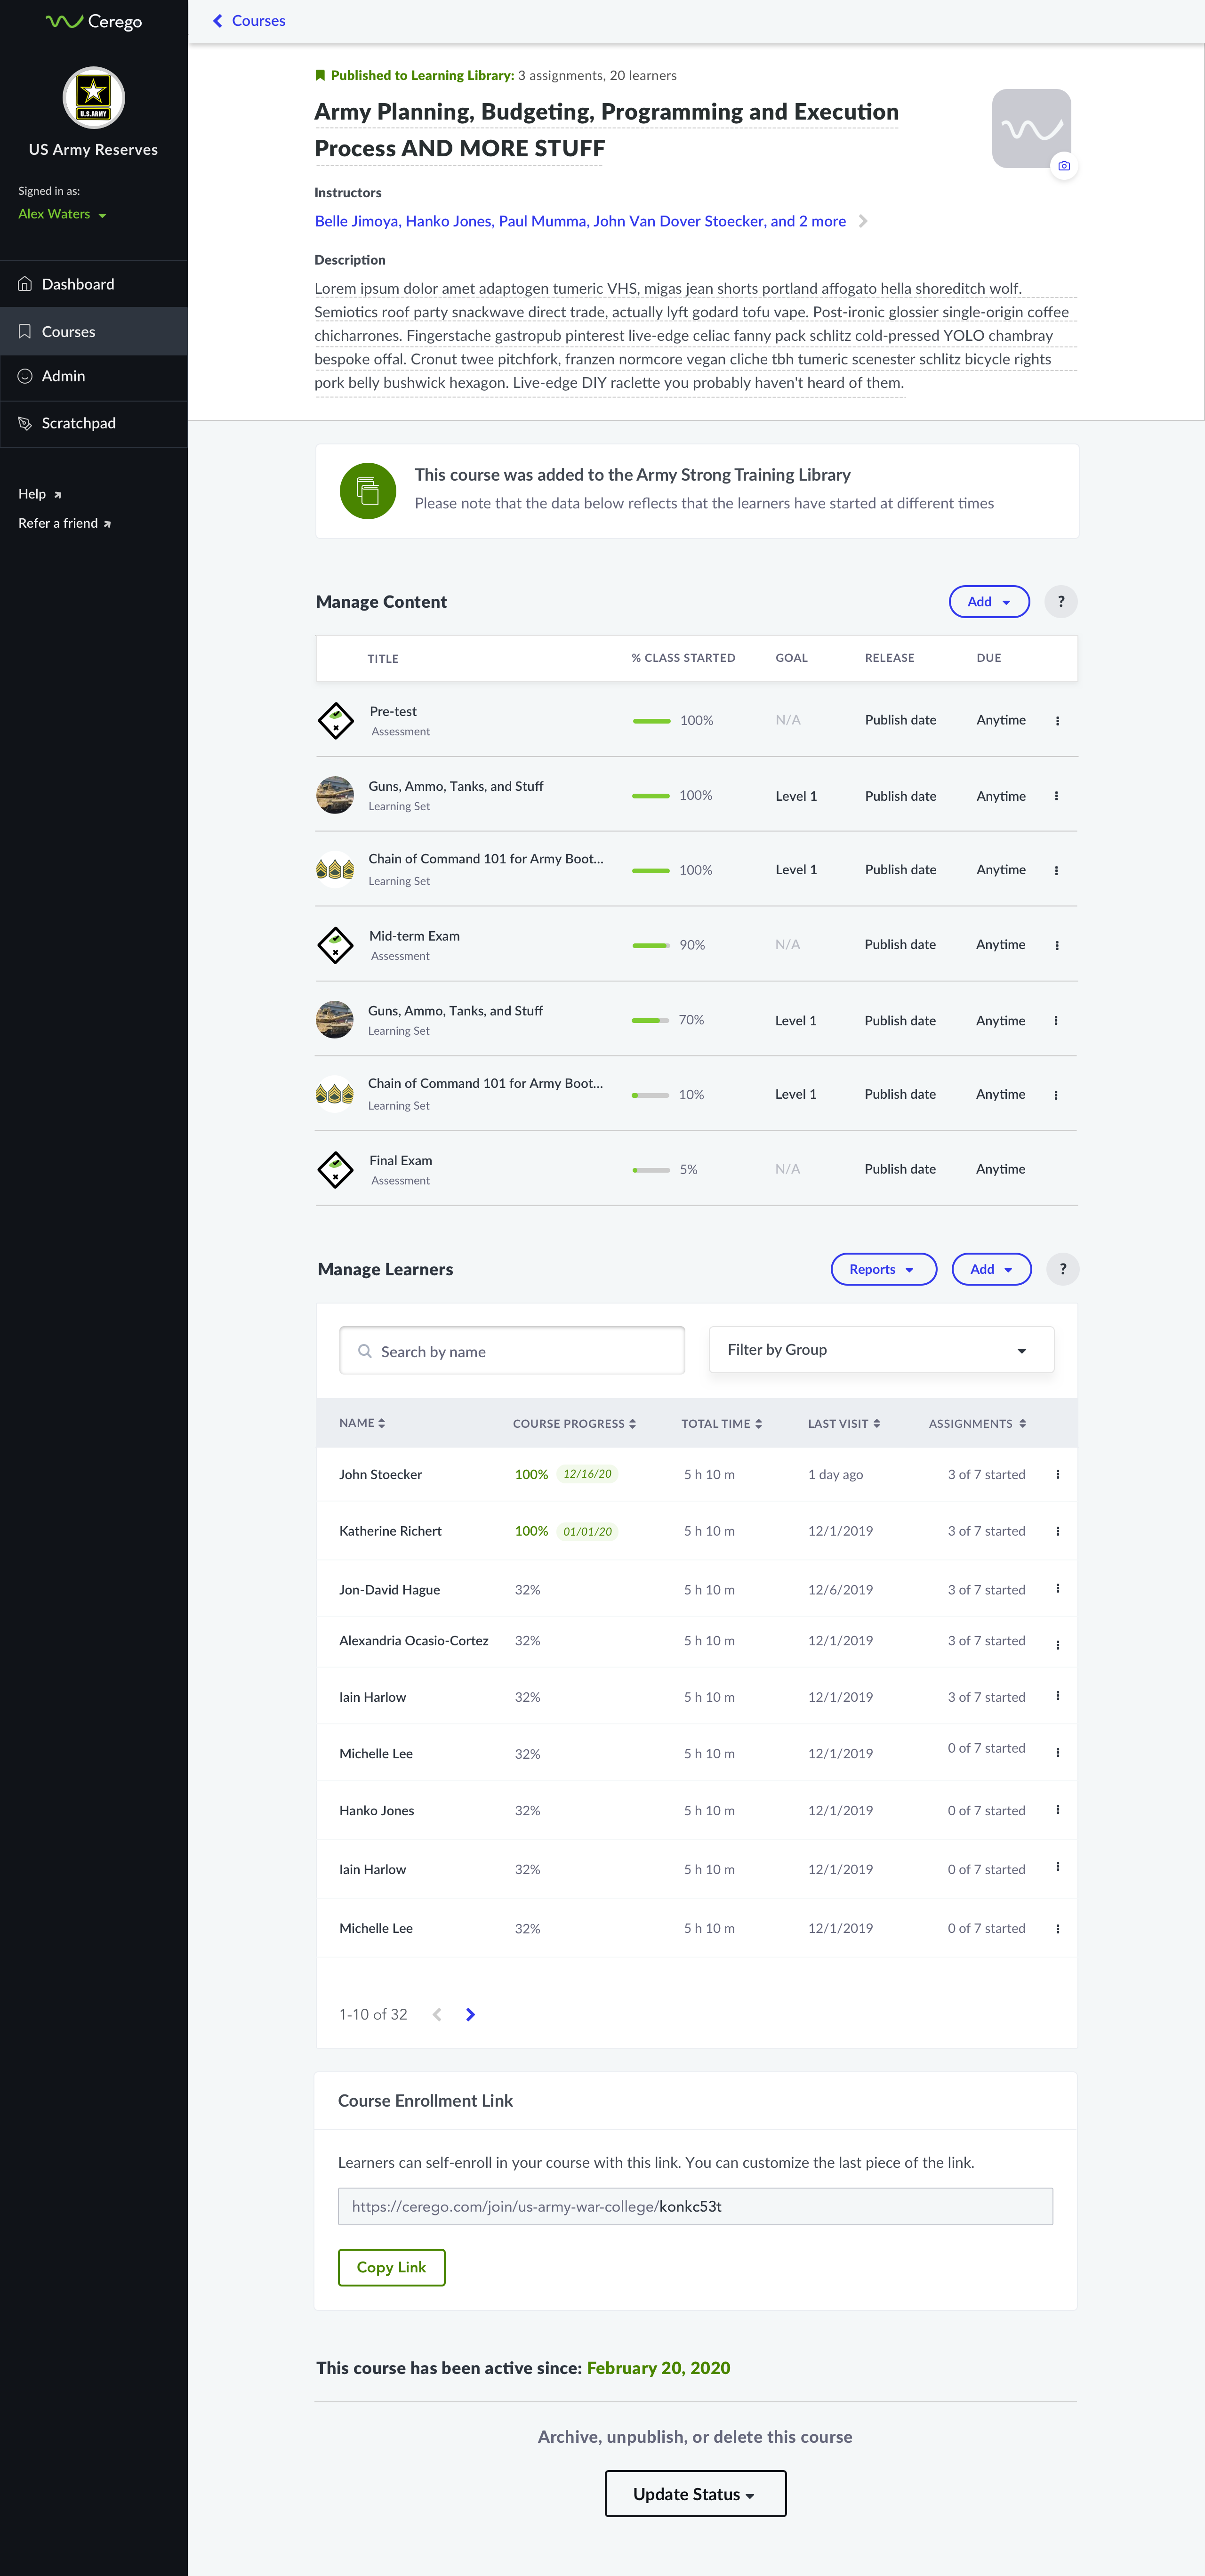 Cerego
U.S.ARMY
US Army Reserves
Signed in as:
Alex Waters
Dashboard
Courses
Admin
Scratchpad
Help
Refer a friend
Courses
Published to Learning Library: 3 assignments, 20 learners
Army Planning, Budgeting, Programming and Execution
Process AND MORE STUFF
Instructors
Belle Jimoya, Hanko Jones, Paul Mumma, John Van Dover Stoecker, and 2 more
Description
Lorem ipsum dolor amet adaptogen tumeric VHS, migas jean shorts portland affogato hella shoreditch wolf.
Semiotics roof party snackwave direct trade, actually lyft godard tofu vape. Post-ironic glossier single-origin coffee
chicharrones. Fingerstache gastropub pinterest live-edge celiac fanny pack schlitz cold-pressed YOLO chambray
bespoke offal. Cronut twee pitchfork, franzen normcore vegan cliche tbh tumeric scenester schlitz bicycle rights
pork belly bushwick hexagon. Live-edge DIY raclette you probably haven't heard of them.
This course was added to the Army Strong Training Library
Please note that the data below reflects that the learners have started at different times
Manage Content Add ?
TITLE % CLASS STARTED GOAL RELEASE DUE
Pre-test 100% N/A Publish date Anytime
Assessment
Guns, Ammo, Tanks, and Stuff 100% Level 1 Publish date Anytime
Learning Set
Chain of Command 101 for Army Boot... 100% Level 1 Publish date Anytime
Learning Set
Mid-term Exam 90% N/A Publish date Anytime
Assessment
Guns, Ammo, Tanks, and Stuff 70% Level 1 Publish date Anytime
Learning Set
Chain of Command 101 for Army Boot... 10% Level 1 Publish date Anytime
Learning Set
Final Exam 5% N/A Publish date Anytime
Assessment
Manage Learners Reports Add ?
Search by name Filter by Group
NAME COURSE PROGRESS TOTAL TIME LAST VISIT ASSIGNMENTS
John Stoecker 100% 12/16/20 5 h 10 m 1 day ago 3 of 7 started
Katherine Richert 100% 01/01/20 5 h 10 m 12/1/2019 3 of 7 started
Jon-David Hague 32% 5 h 10 m 12/6/2019 3 of 7 started
Alexandria Ocasio-Cortez 32% 5 h 10 m 12/1/2019 3 of 7 started
Iain Harlow 32% 5 h 10 m 12/1/2019 3 of 7 started
Michelle Lee 32% 5 h 10 m 12/1/2019 0 of 7 started
Hanko Jones 32% 5 h 10 m 12/1/2019 0 of 7 started
Iain Harlow 32% 5 h 10 m 12/1/2019 0 of 7 started
Michelle Lee 32% 5 h 10 m 12/1/2019 0 of 7 started
1-10 of 32
Course Enrollment Link
Learners can self-enroll in your course with this link. You can customize the last piece of the link.
https://cerego.com/join/us-army-war-college/konkc53t
Copy Link
This course has been active since: February 20, 2020
Archive, unpublish, or delete this course
Update Status